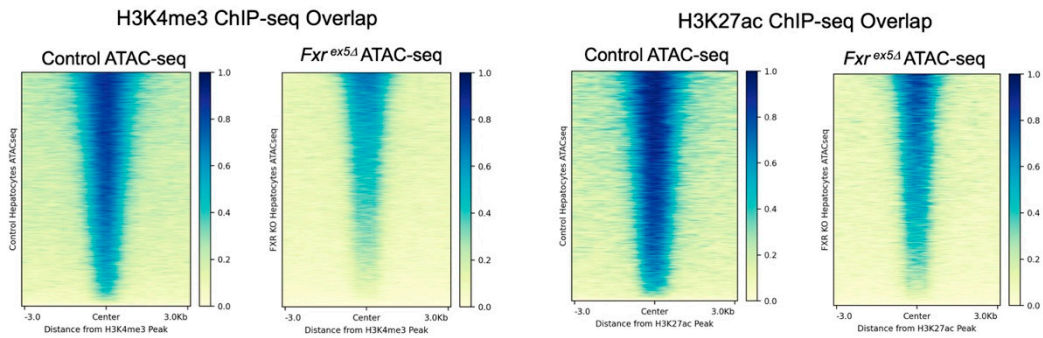 H3K4me3 ChIP-seq Overlap
Control ATAC-seq
Fxr ex5Δ ATAC-seq
Control Hepatocytes ATACseq
1.0
0.8
0.6
0.4
0.2
0.0
-3.0
Center
3.0Kb
Distance from H3K4me3 Peak
FXR KO Hepatocytes ATACseq
1.0
0.8
0.6
0.4
0.2
0.0
-3.0
Center
3.0Kb
Distance from H3K4me3 Peak
H3K27ac ChIP-seq Overlap
Control ATAC-seq
Fxr ex5Δ ATAC-seq
Control Hepatocytes ATACseq
1.0
0.8
0.6
0.4
0.2
0.0
-3.0
Center
3.0Kb
Distance from H3K27ac Peak
FXR KO Hepatocytes ATACseq
1.0
0.8
0.6
0.4
0.2
0.0
-3.0
Center
3.0Kb
Distance from H3K27ac Peak